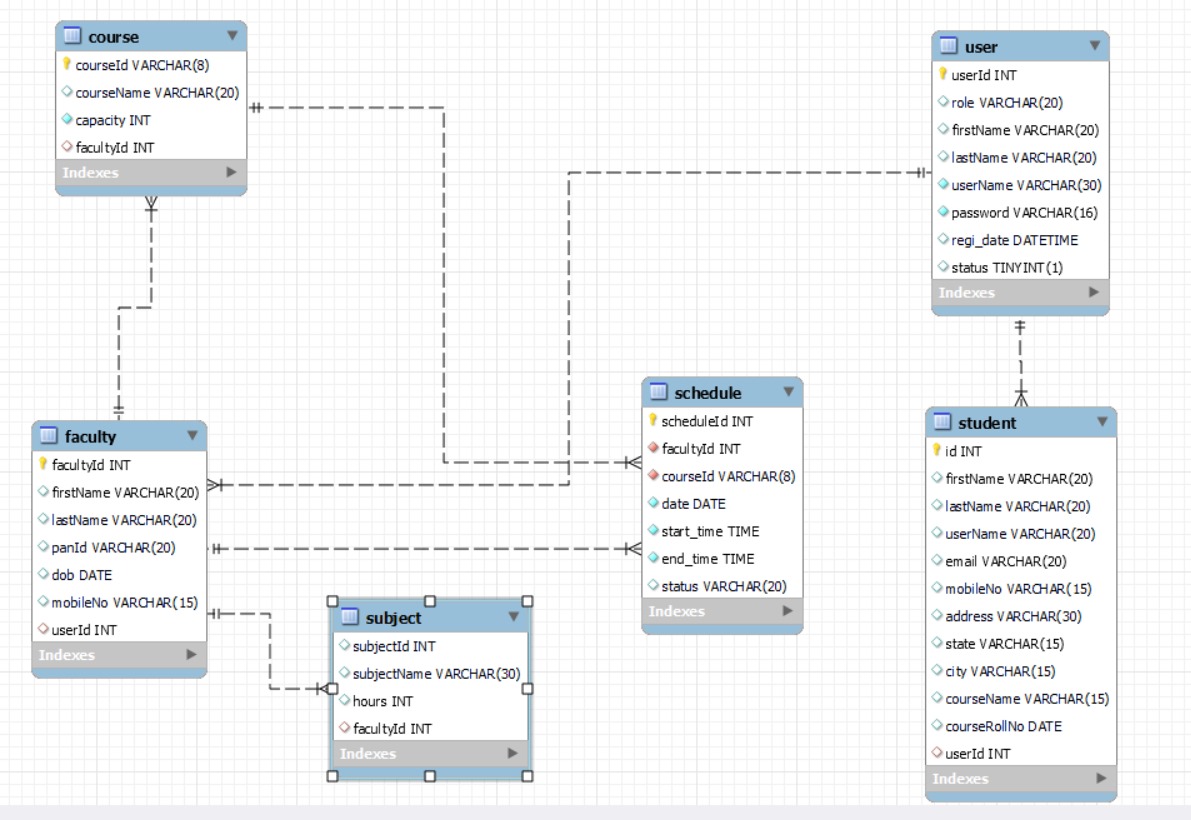 course
courseId VARCHAR(8)
courseName VARCHAR(20)
capacity INT
facultyId INT
Indexes
user
userId INT
role VARCHAR(20)
firstName VARCHAR(20)
lastName VARCHAR(20)
userName VARCHAR(30)
password VARCHAR(16)
regi_date DATETIME
status TINYINT(1)
Indexes
faculty
facultyId INT
firstName VARCHAR(20)
lastName VARCHAR(20)
panId VARCHAR(20)
dob DATE
mobileNo VARCHAR(15)
userId INT
Indexes
subject
subjectId INT
subjectName VARCHAR(30)
hours INT
facultyId INT
Indexes
schedule
scheduleId INT
facultyId INT
courseId VARCHAR(8)
date DATE
start_time TIME
end_time TIME
status VARCHAR(20)
Indexes
student
id INT
firstName VARCHAR(20)
lastName VARCHAR(20)
userName VARCHAR(20)
email VARCHAR(20)
mobileNo VARCHAR(15)
address VARCHAR(30)
state VARCHAR(15)
city VARCHAR(15)
courseName VARCHAR(15)
courseRollNo DATE
userId INT
Indexes